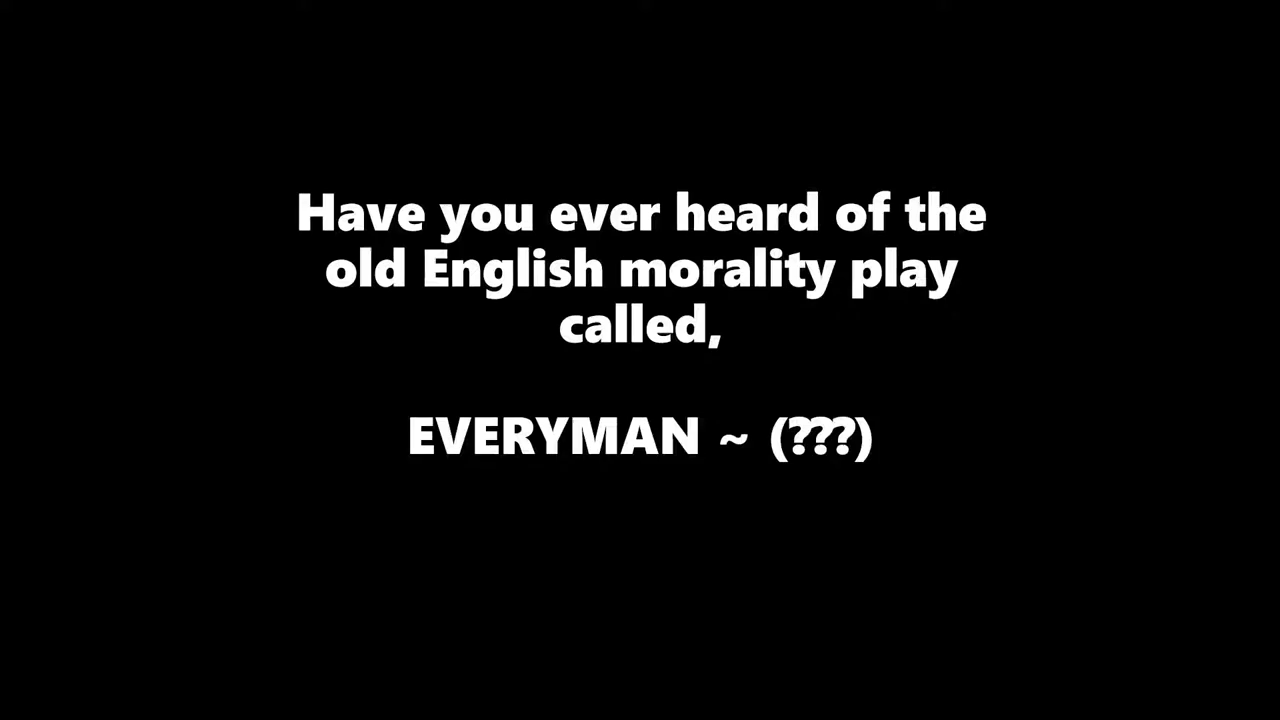 Have you ever heard of the
old English morality play
called,
EVERYMAN ~ (???)